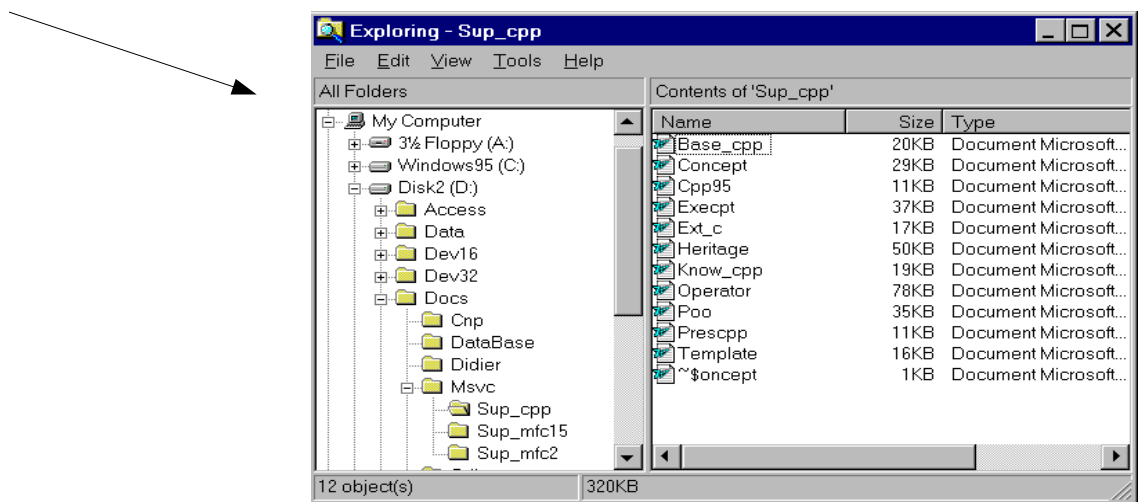 Exploring - Sup_cpp
File Edit View Tools Help
All Folders
Contents of 'Sup_cpp'
My Computer
3½ Floppy (A:)
Windows95 (C:)
Disk2 (D:)
Access
Data
Dev16
Dev32
Docs
Cnp
DataBase
Didier
Msvc
Sup_cpp
Sup_mfc15
Sup_mfc2
Name Size Type
Base_cpp 20KB Document Microsoft...
Concept 29KB Document Microsoft...
Cpp95 11KB Document Microsoft...
Execpt 37KB Document Microsoft...
Ext_c 17KB Document Microsoft...
Heritage 50KB Document Microsoft...
Know_cpp 19KB Document Microsoft...
Operator 78KB Document Microsoft...
Poo 35KB Document Microsoft...
Prescpp 11KB Document Microsoft...
Template 16KB Document Microsoft...
~$oncept 1KB Document Microsoft...
12 object(s) 320KB